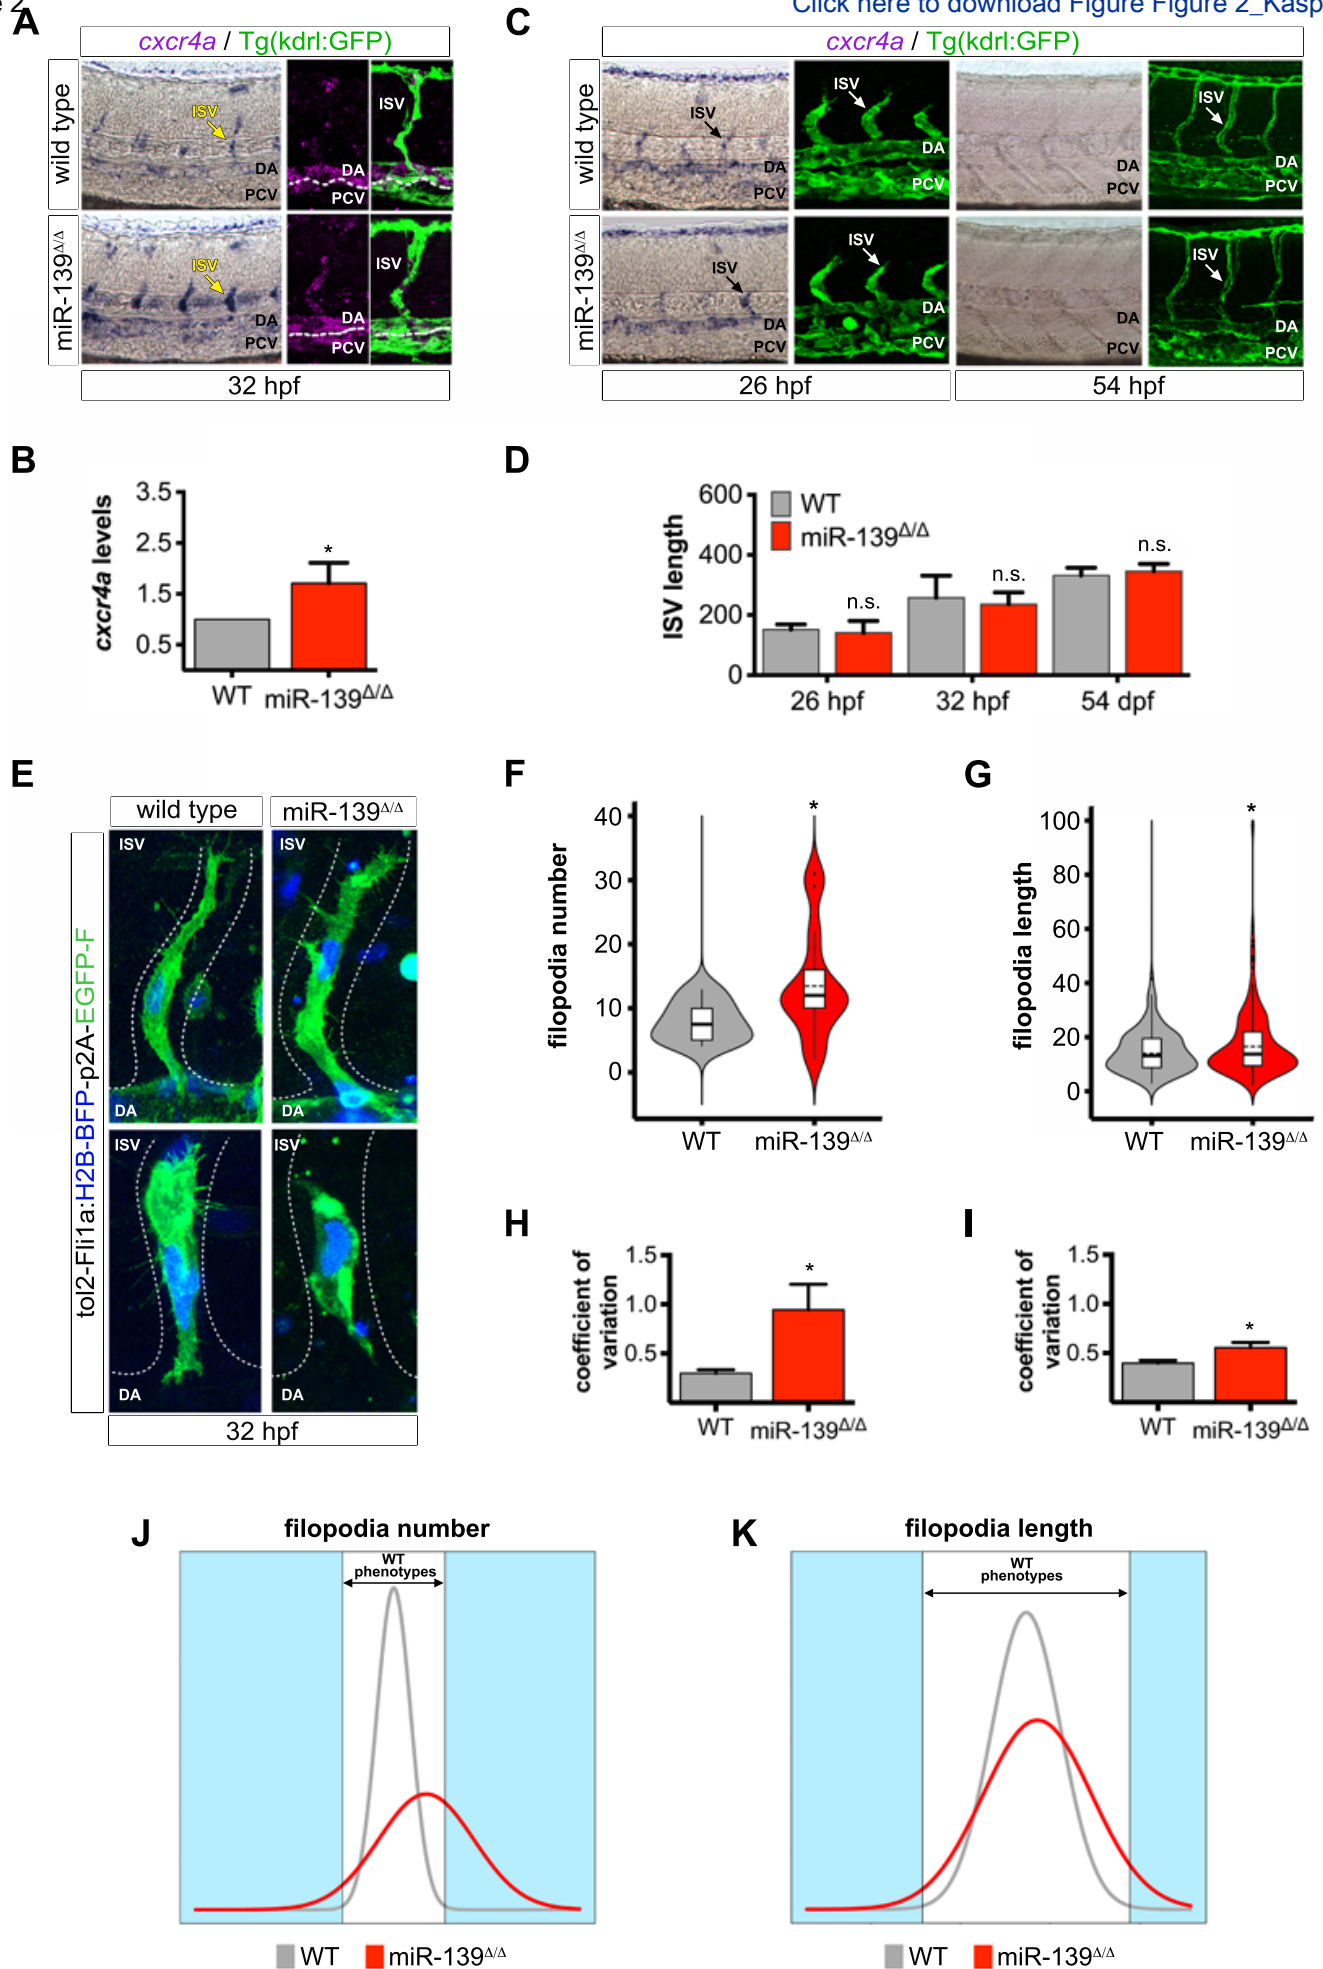 e 2
Click here to download Figure Figure 2_Kasp
A
cxcr4a / Tg(kdrl:GFP)
wild type
miR-139Δ/Δ
ISV
DA
PCV
DA
PCV
ISV
ISV
DA
PCV
DA
PCV
ISV
32 hpf
C
cxcr4a / Tg(kdrl:GFP)
wild type
miR-139Δ/Δ
ISV
DA
PCV
ISV
DA
PCV
DA
PCV
ISV
DA
PCV
ISV
DA
PCV
ISV
DA
PCV
DA
PCV
ISV
DA
PCV
26 hpf
54 hpf
B
cxcr4a levels
3.5
2.5
1.5
0.5
*
WT
miR-139Δ/Δ
D
ISV length
600
400
200
0
WT
miR-139Δ/Δ
n.s.
n.s.
n.s.
26 hpf
32 hpf
54 dpf
E
wild type
miR-139Δ/Δ
tol2-Fli1a:H2B-BFP-p2A-EGFP-F
ISV
DA
ISV
DA
ISV
DA
ISV
DA
32 hpf
F
filopodia number
40
30
20
10
0
*
WT
miR-139Δ/Δ
G
filopodia length
100
80
60
40
20
0
*
WT
miR-139Δ/Δ
H
coefficient of
variation
1.5
1.0
0.5
*
WT
miR-139Δ/Δ
I
coefficient of
variation
1.5
1.0
0.5
*
WT
miR-139Δ/Δ
J
filopodia number
WT
phenotypes
WT
miR-139Δ/Δ
K
filopodia length
WT
phenotypes
WT
miR-139Δ/Δ